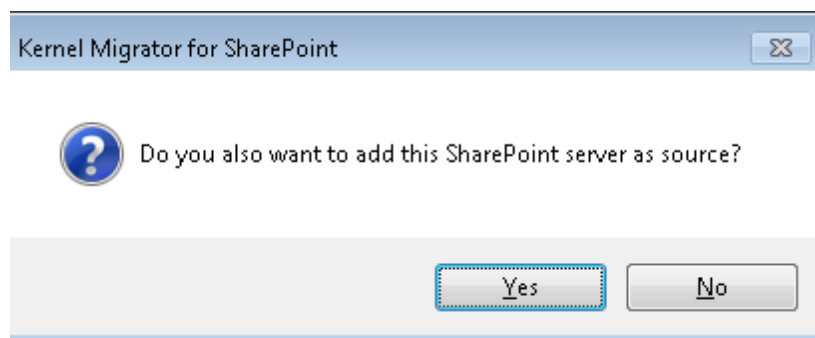 Kernel Migrator for SharePoint
Do you also want to add this SharePoint server as source?
Yes
No